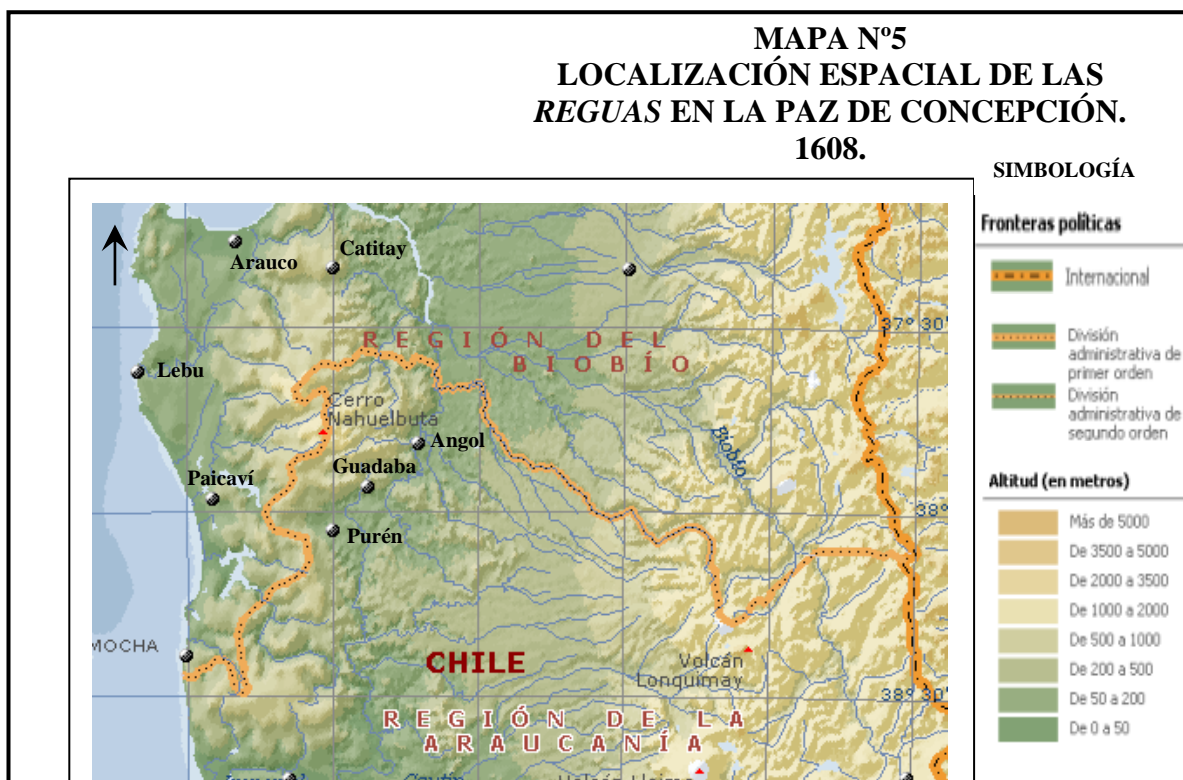 MAPA Nº5
LOCALIZACIÓN ESPACIAL DE LAS
REGUAS EN LA PAZ DE CONCEPCIÓN.
1608.
SIMBOLOGÍA
Fronteras políticas
Internacional
División
administrativa de
primer orden
División
administrativa de
segundo orden
Altitud (en metros)
Más de 5000
De 3500 a 5000
De 2000 a 3500
De 1000 a 2000
De 500 a 1000
De 200 a 500
De 50 a 200
De 0 a 50
Arauco
Catitay
37° 30'
REGIÓN DEL
BIOBÍO
Lebu
Cerro
Nahuelbuta
Angol
Biobío
Guadaba
Paicaví
38°
Purén
MOCHA
CHILE
Volcán
Lonquimay
38° 30'
REGIÓN DE LA
ARAUCANÍA